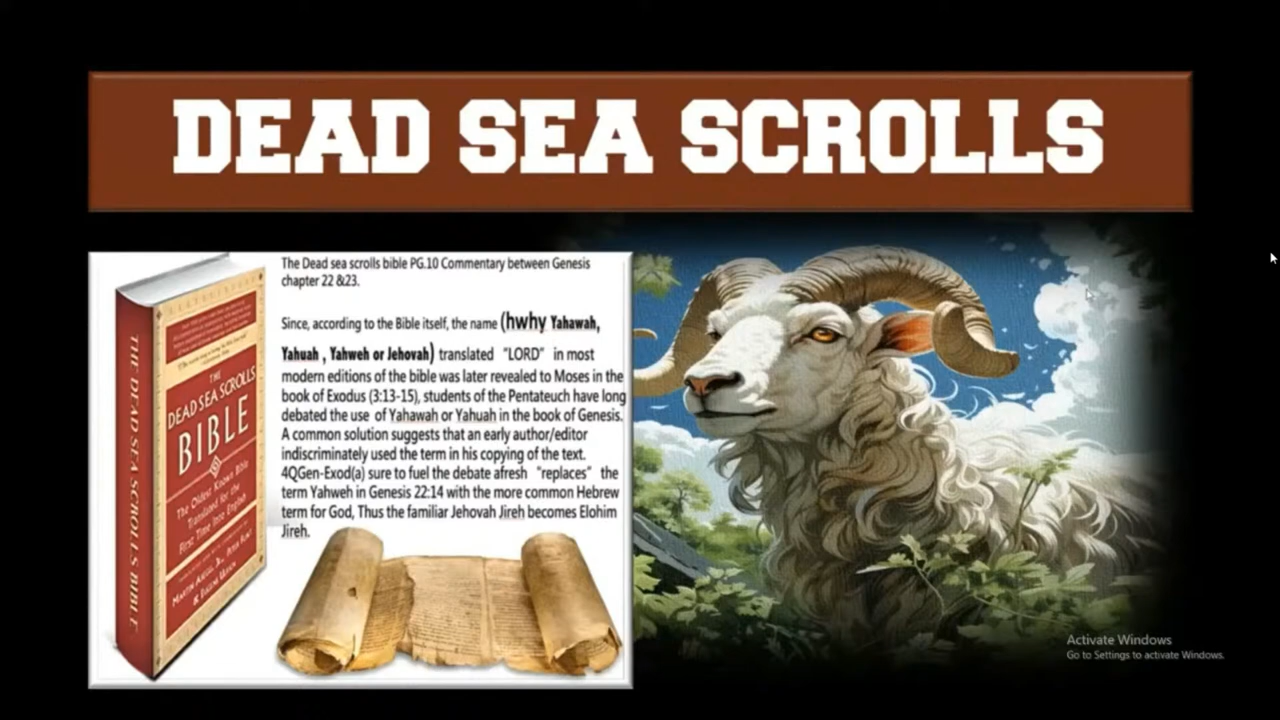 DEAD SEA SCROLLS
The Dead sea scrolls bible PG.10 Commentary between Genesis
chapter 22 &23.
Since, according to the Bible itself, the name (hwhy Yahawah,
Yahuah , Yahweh or Jehovah) translated "LORD" in most
modern editions of the bible was later revealed to Moses in the
book of Exodus (3:13-15), students of the Pentateuch have long
debated the use of Yahawah or Yahuah in the book of Genesis.
A common solution suggests that an early author/editor
indiscriminately used the term in his copying of the text.
4QGen-Exod(a) sure to fuel the debate afresh "replaces" the
term Yahweh in Genesis 22:14 with the more common Hebrew
term for God, Thus the familiar Jehovah Jireh becomes Elohim
Jireh.
THE DEAD SEA SCROLLS BIBLE
THE
DEAD SEA SCROLLS
BIBLE
The Oldest Known Bible
Translated for the
First Time into English
& EUGENE ULRICH
Activate Windows
Go to Settings to activate Windows.